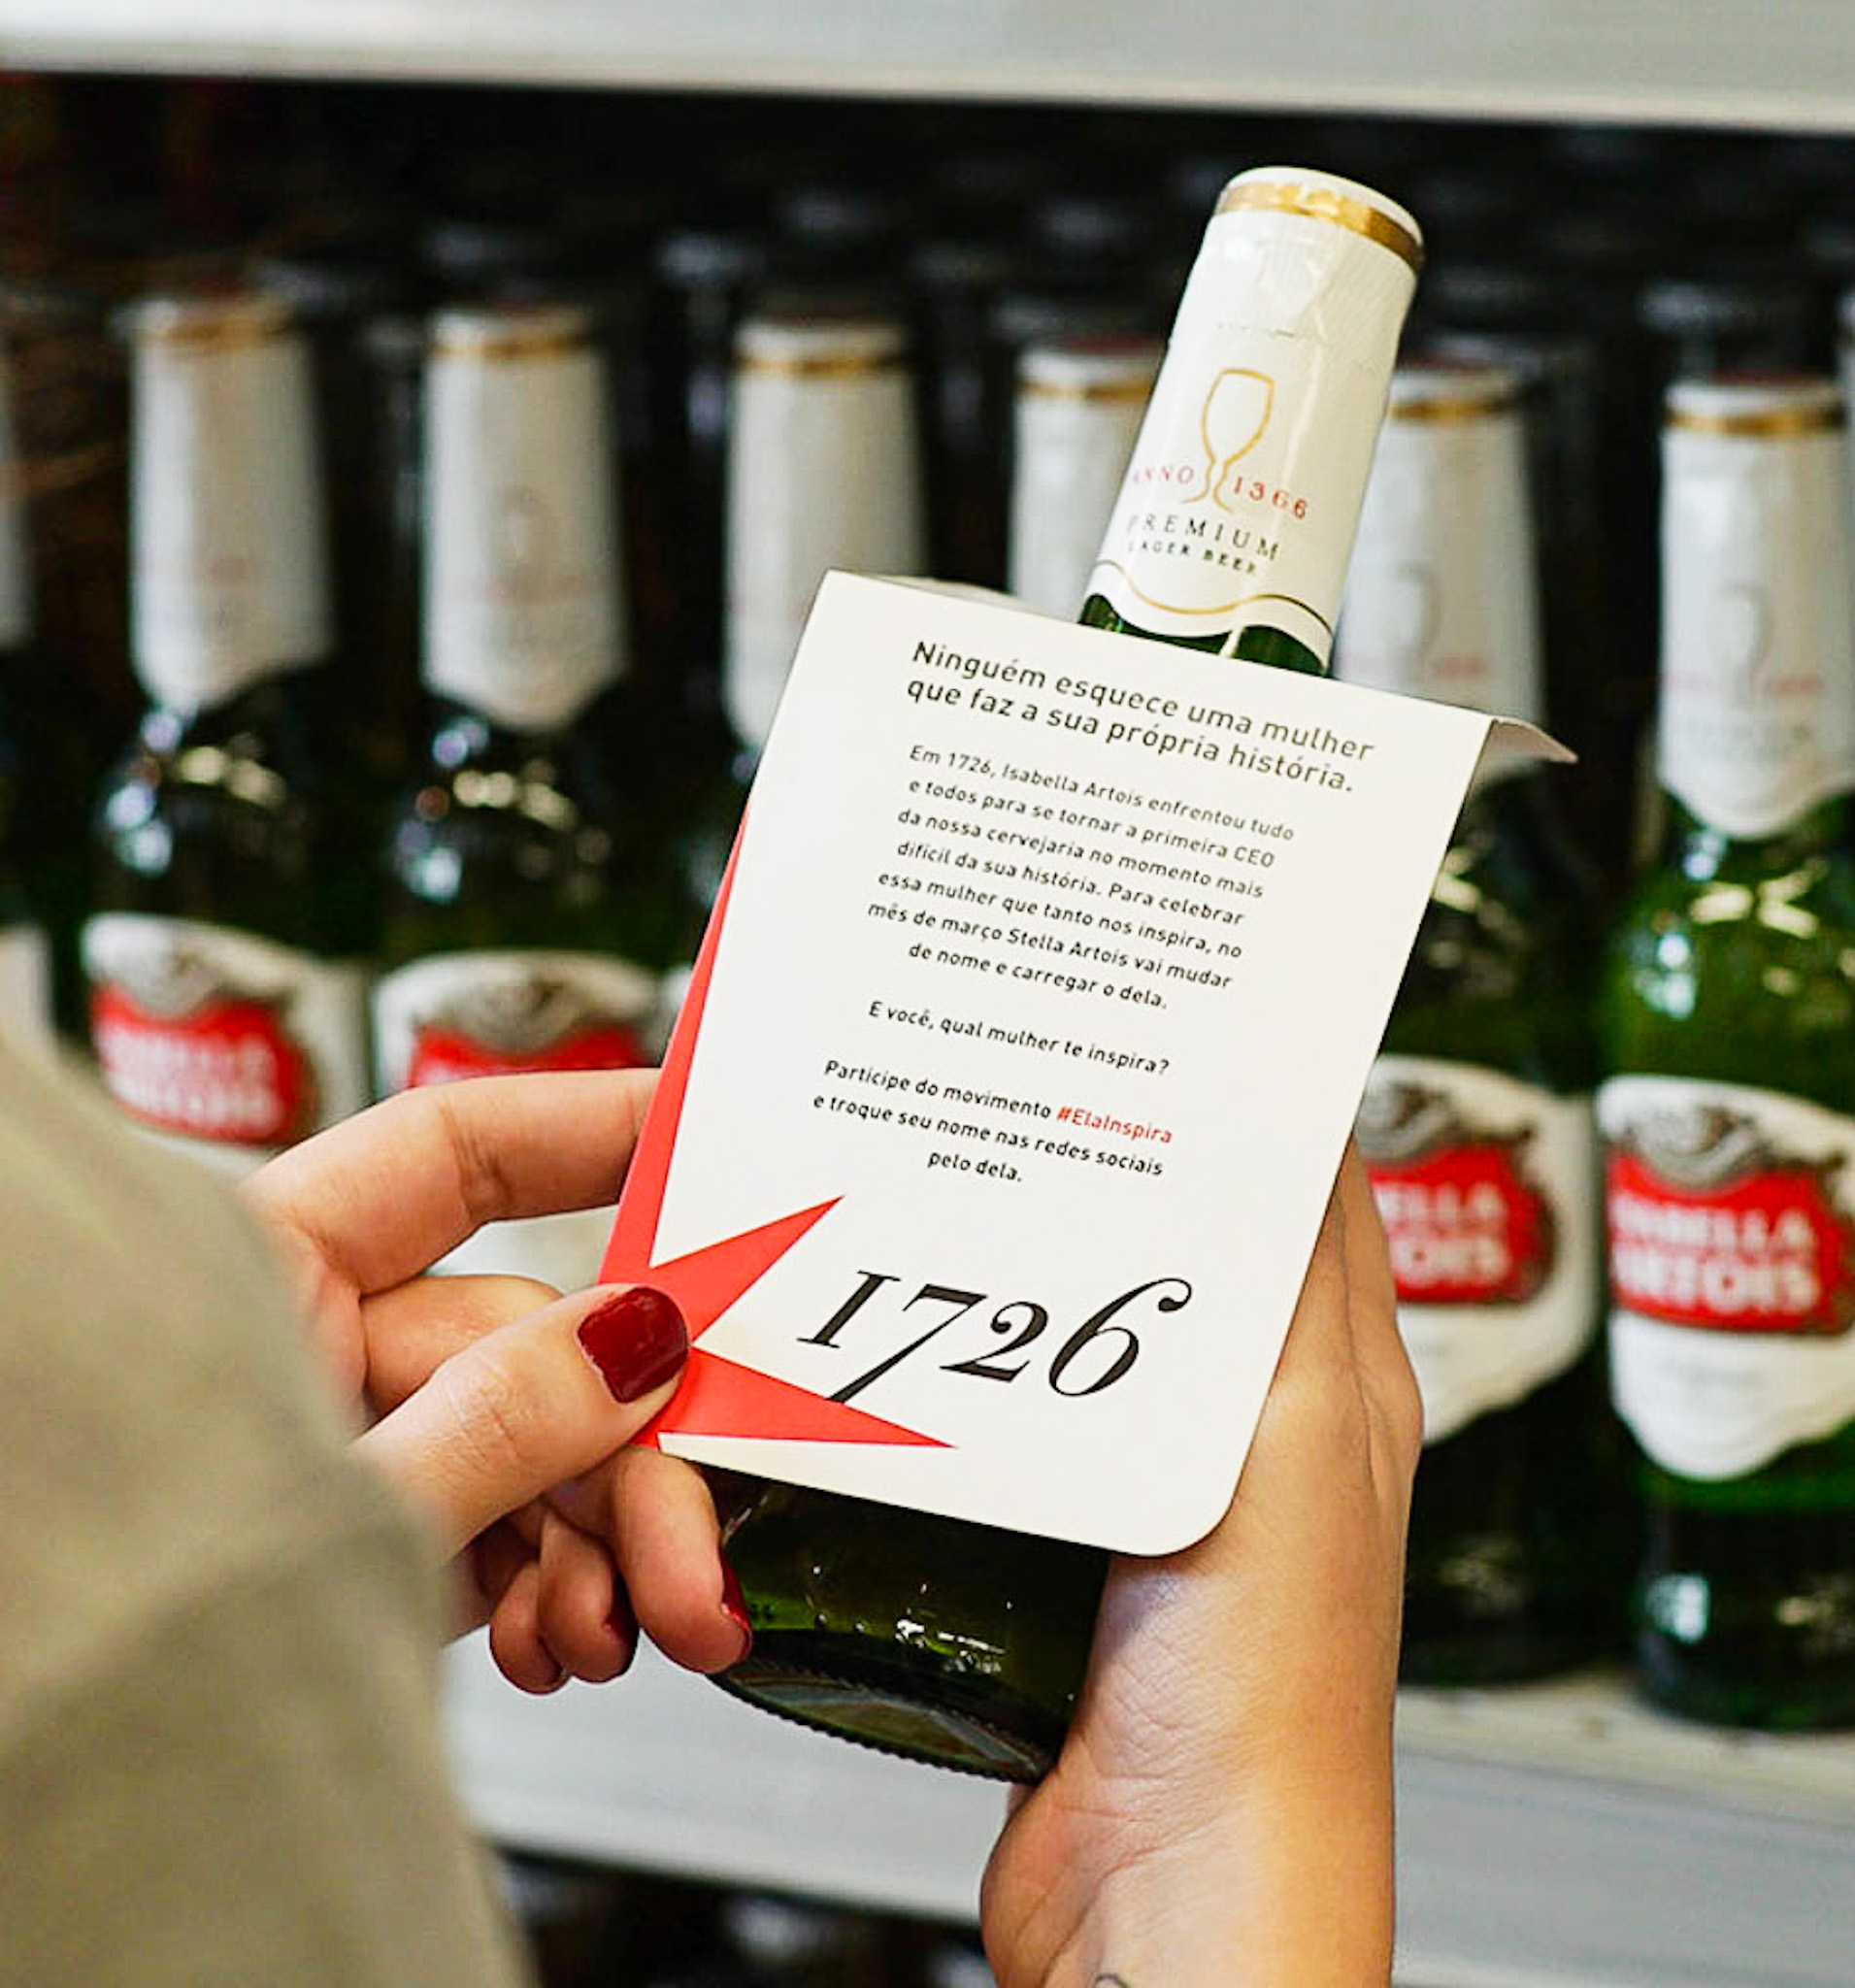 ANNO 1366
PREMIUM
LAGER BEER
Ninguém esquece uma mulher
que faz a sua própria história.
Em 1726, Isabella Artois enfrentou tudo
e todos para se tornar a primeira CEO
da nossa cervejaria no momento mais
difícil da sua história. Para celebrar
essa mulher que tanto nos inspira, no
mês de março Stella Artois vai mudar
de nome e carregar o dela.
E você, qual mulher te inspira?
Participe do movimento #ElaInspira
e troque seu nome nas redes sociais
pelo dela.
1726
ISABELLA
ARTOIS